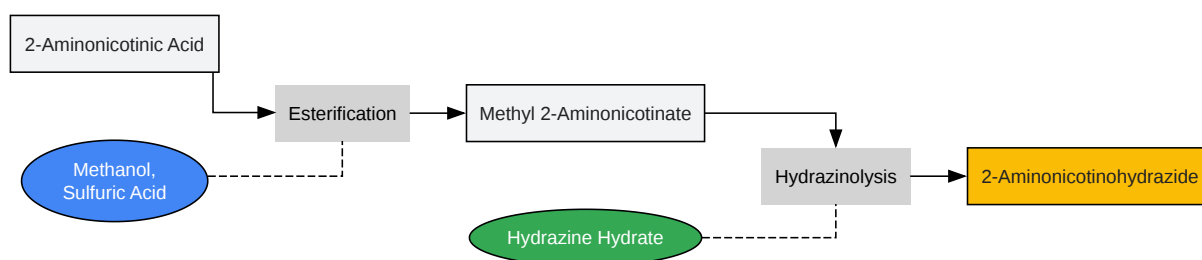 2-Aminonicotinic Acid
Esterification
Methyl 2-Aminonicotinate
Methanol,
Sulfuric Acid
Hydrazinolysis
2-Aminonicotinohydrazide
Hydrazine Hydrate